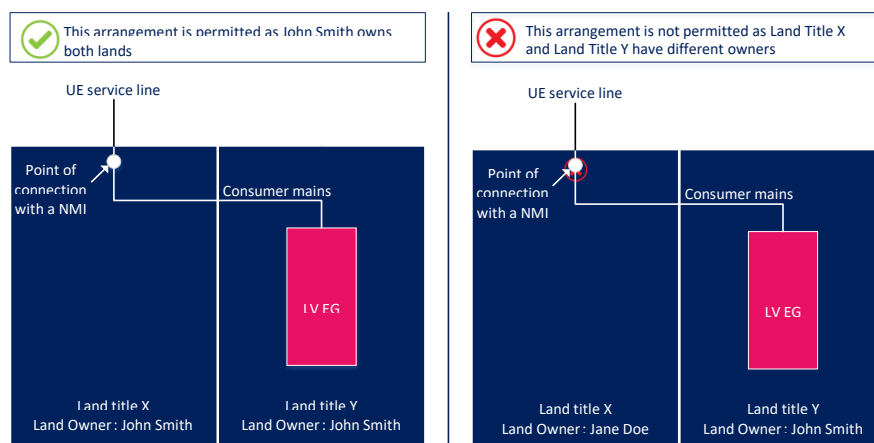 This arrangement is permitted as John Smith owns
both lands
UE service line
Point of
connection
with a NMI
Consumer mains
LV EG
Land title X
Land Owner: John Smith
Land title Y
Land Owner: John Smith
This arrangement is not permitted as Land Title X
and Land Title Y have different owners
UE service line
Point of
connection
with a NMI
Consumer mains
LV EG
Land title X
Land Owner: Jane Doe
Land title Y
Land Owner: John Smith